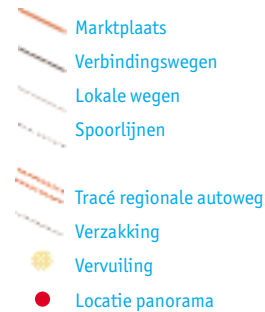 Marktplaats
Verbindingswegen
Lokale wegen
Spoorlijnen
Tracé regionale autoweg
Verzakking
Vervuiling
Locatie panorama